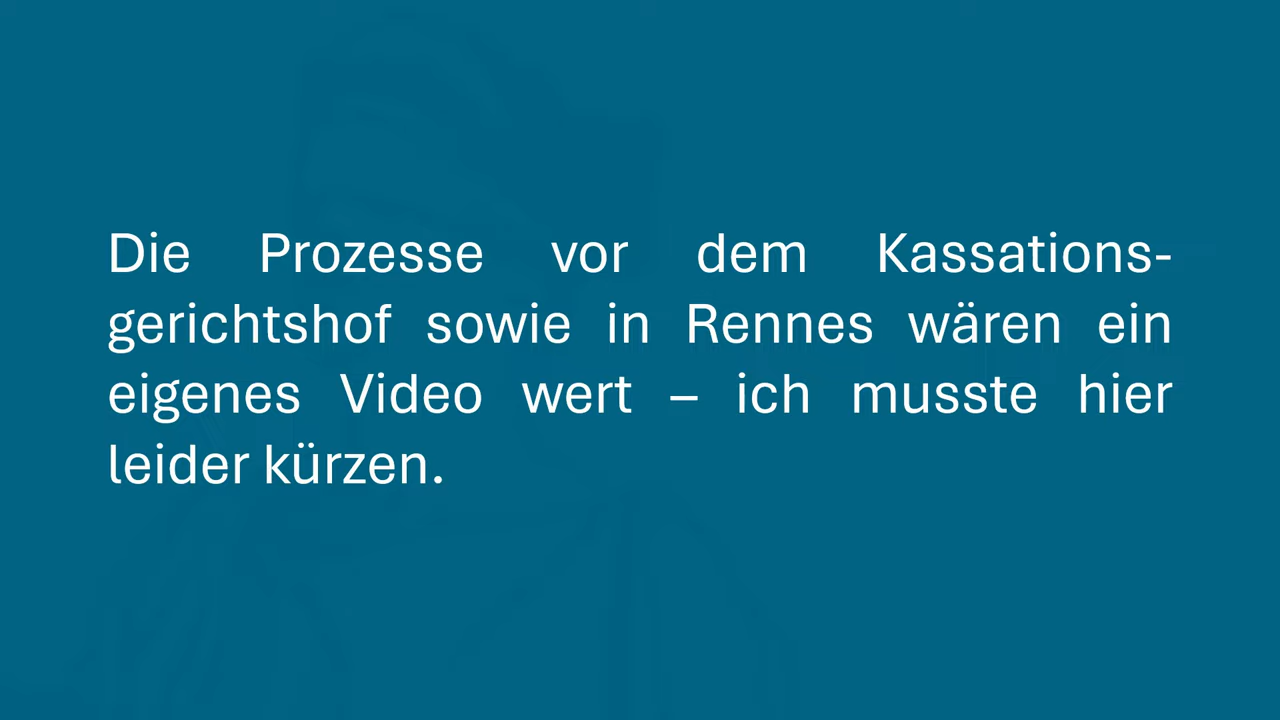 Die Prozesse vor dem Kassations-
gerichtshof sowie in Rennes wären ein
eigenes Video wert – ich musste hier
leider kürzen.